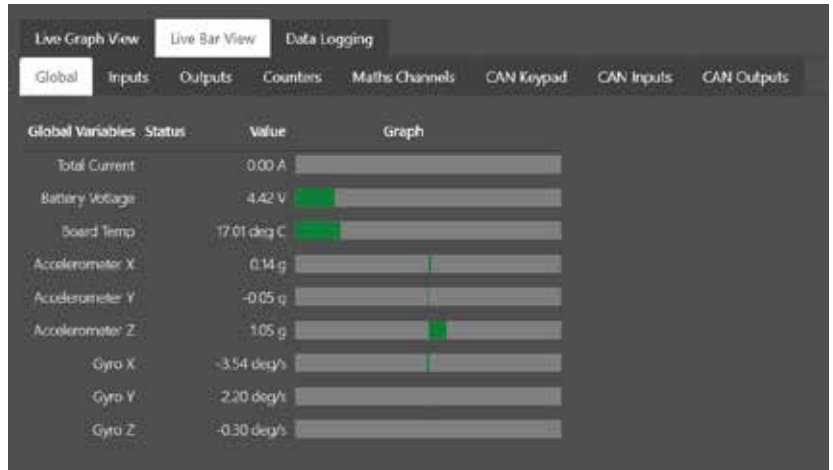 Live Graph View Live Bar View Data Logging
Global Inputs Outputs Counters Maths Channels CAN Keypad CAN Inputs CAN Outputs
Global Variables Status Value Graph
Total Current 0.00 A
Battery Voltage 4.42 V
Board Temp 17.01 deg C
Accelerometer X 0.14 g
Accelerometer Y -0.05 g
Accelerometer Z 1.05 g
Gyro X -3.54 deg/s
Gyro Y 2.20 deg/s
Gyro Z -0.30 deg/s